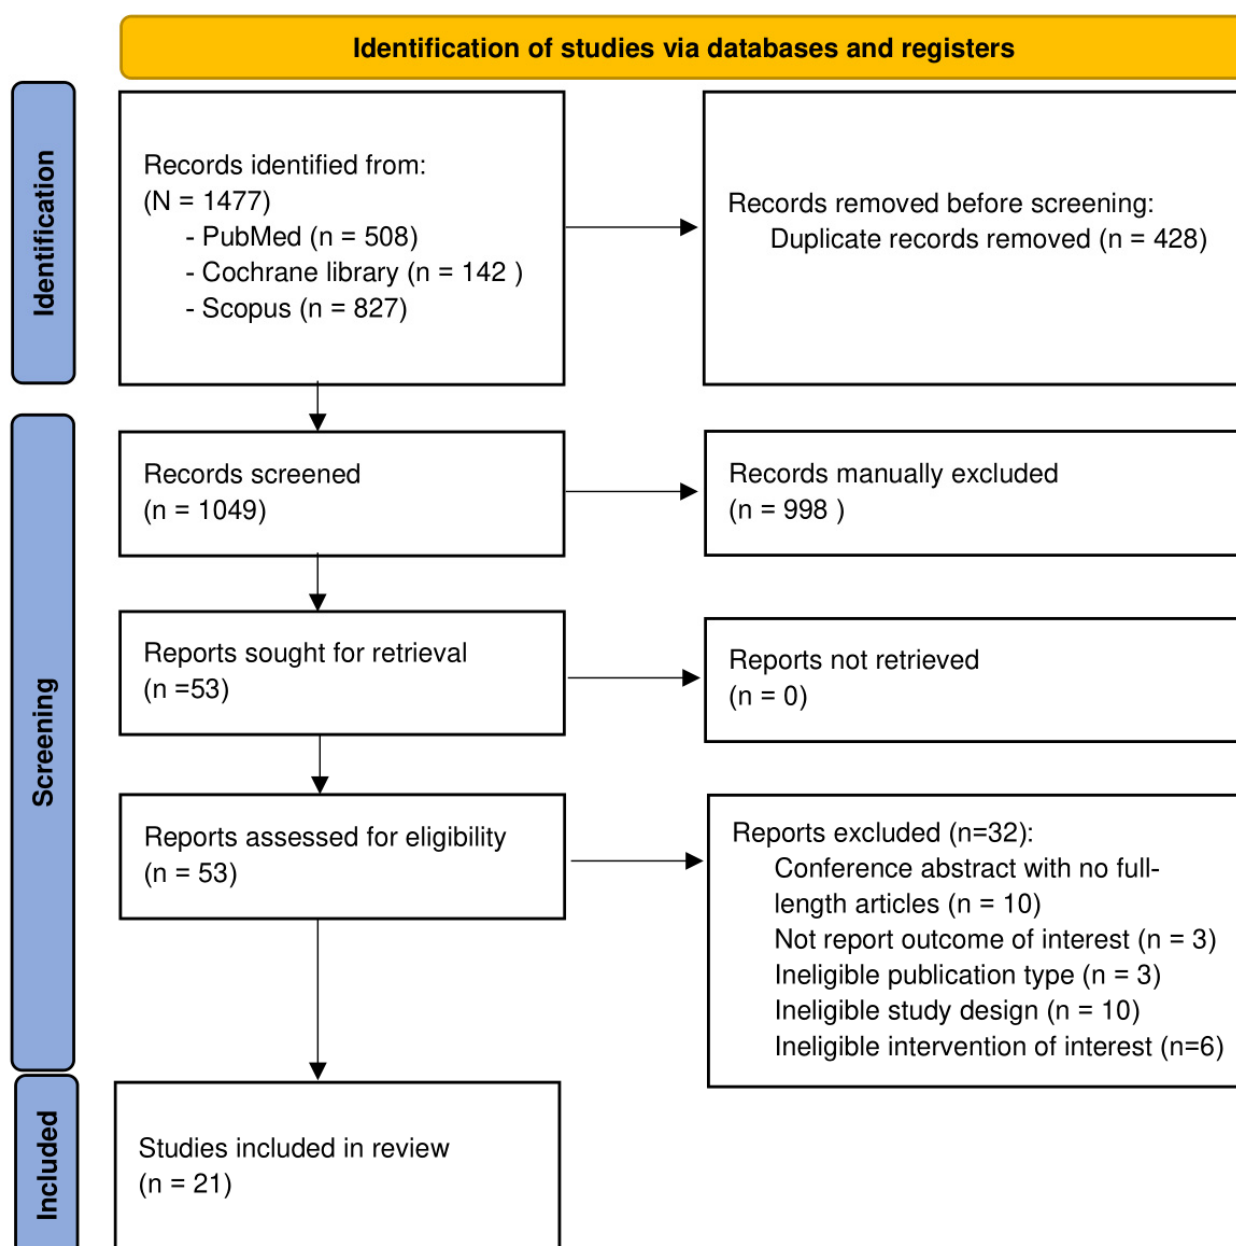 Identification of studies via databases and registers
Identification
Records identified from:
(N = 1477)
- PubMed (n = 508)
- Cochrane library (n = 142 )
- Scopus (n = 827)
Records removed before screening:
Duplicate records removed (n = 428)
Screening
Records screened
(n = 1049)
Records manually excluded
(n = 998 )
Reports sought for retrieval
(n =53)
Reports not retrieved
(n = 0)
Reports assessed for eligibility
(n = 53)
Reports excluded (n=32):
Conference abstract with no full-
length articles (n = 10)
Not report outcome of interest (n = 3)
Ineligible publication type (n = 3)
Ineligible study design (n = 10)
Ineligible intervention of interest (n=6)
Included
Studies included in review
(n = 21)